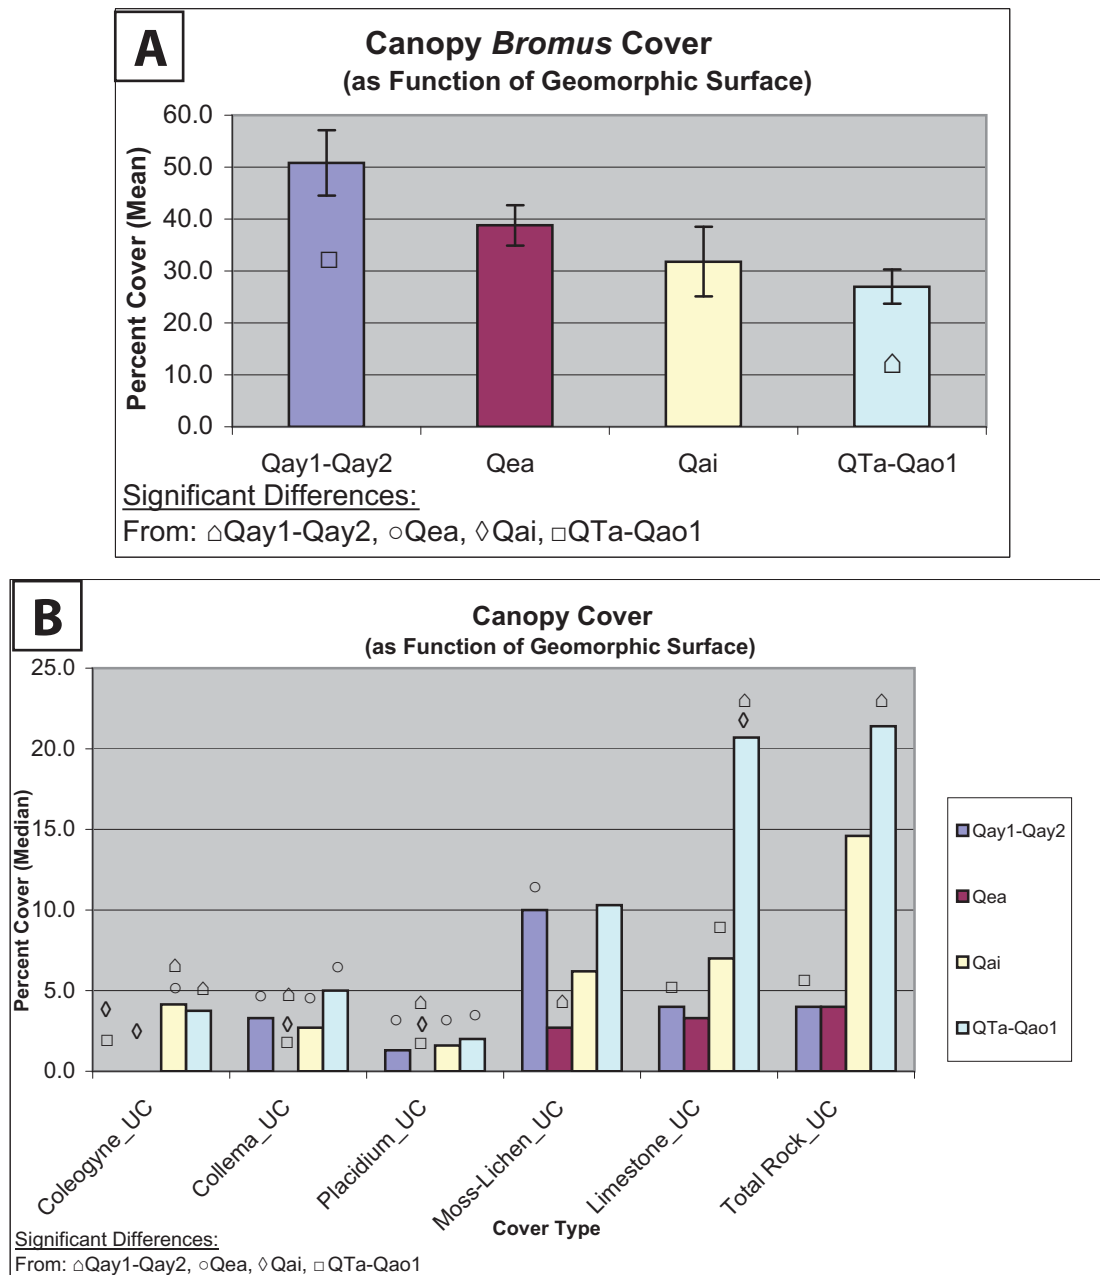 A
Canopy Bromus Cover
(as Function of Geomorphic Surface)
Percent Cover (Mean)
60.0
50.0
40.0
30.0
20.0
10.0
0.0
Qay1-Qay2 Qea Qai QTa-Qao1
Significant Differences:
From: ⌂Qay1-Qay2, ○Qea, ◊Qai, □QTa-Qao1
B
Canopy Cover
(as Function of Geomorphic Surface)
Percent Cover (Median)
25.0
20.0
15.0
10.0
5.0
0.0
Qay1-Qay2
Qea
Qai
QTa-Qao1
Coleogyne_UC Collema_UC Placidium_UC Moss-Lichen_UC Limestone_UC Total Rock_UC
Cover Type
Significant Differences:
From: ⌂Qay1-Qay2, ○Qea, ◊Qai, □QTa-Qao1